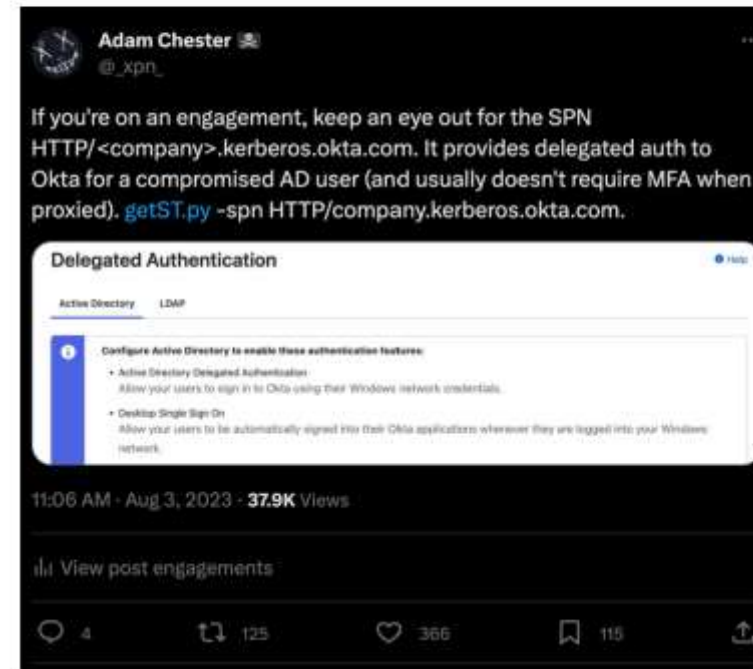 Adam Chester
@_xpn_
If you're on an engagement, keep an eye out for the SPN
HTTP/<company>.kerberos.okta.com. It provides delegated auth to
Okta for a compromised AD user (and usually doesn't require MFA when
proxied). getST.py -spn HTTP/company.kerberos.okta.com.
Delegated Authentication
Help
Active Directory LDAP
Configure Active Directory to enable these authentication features:
• Active Directory Delegated Authentication
Allow your users to sign in to Okta using their Windows network credentials.
• Desktop Single Sign On
Allow your users to be automatically signed into their Okta applications whenever they are logged into your Windows
network.
11:06 AM · Aug 3, 2023 · 37.9K Views
View post engagements
4 125 366 115